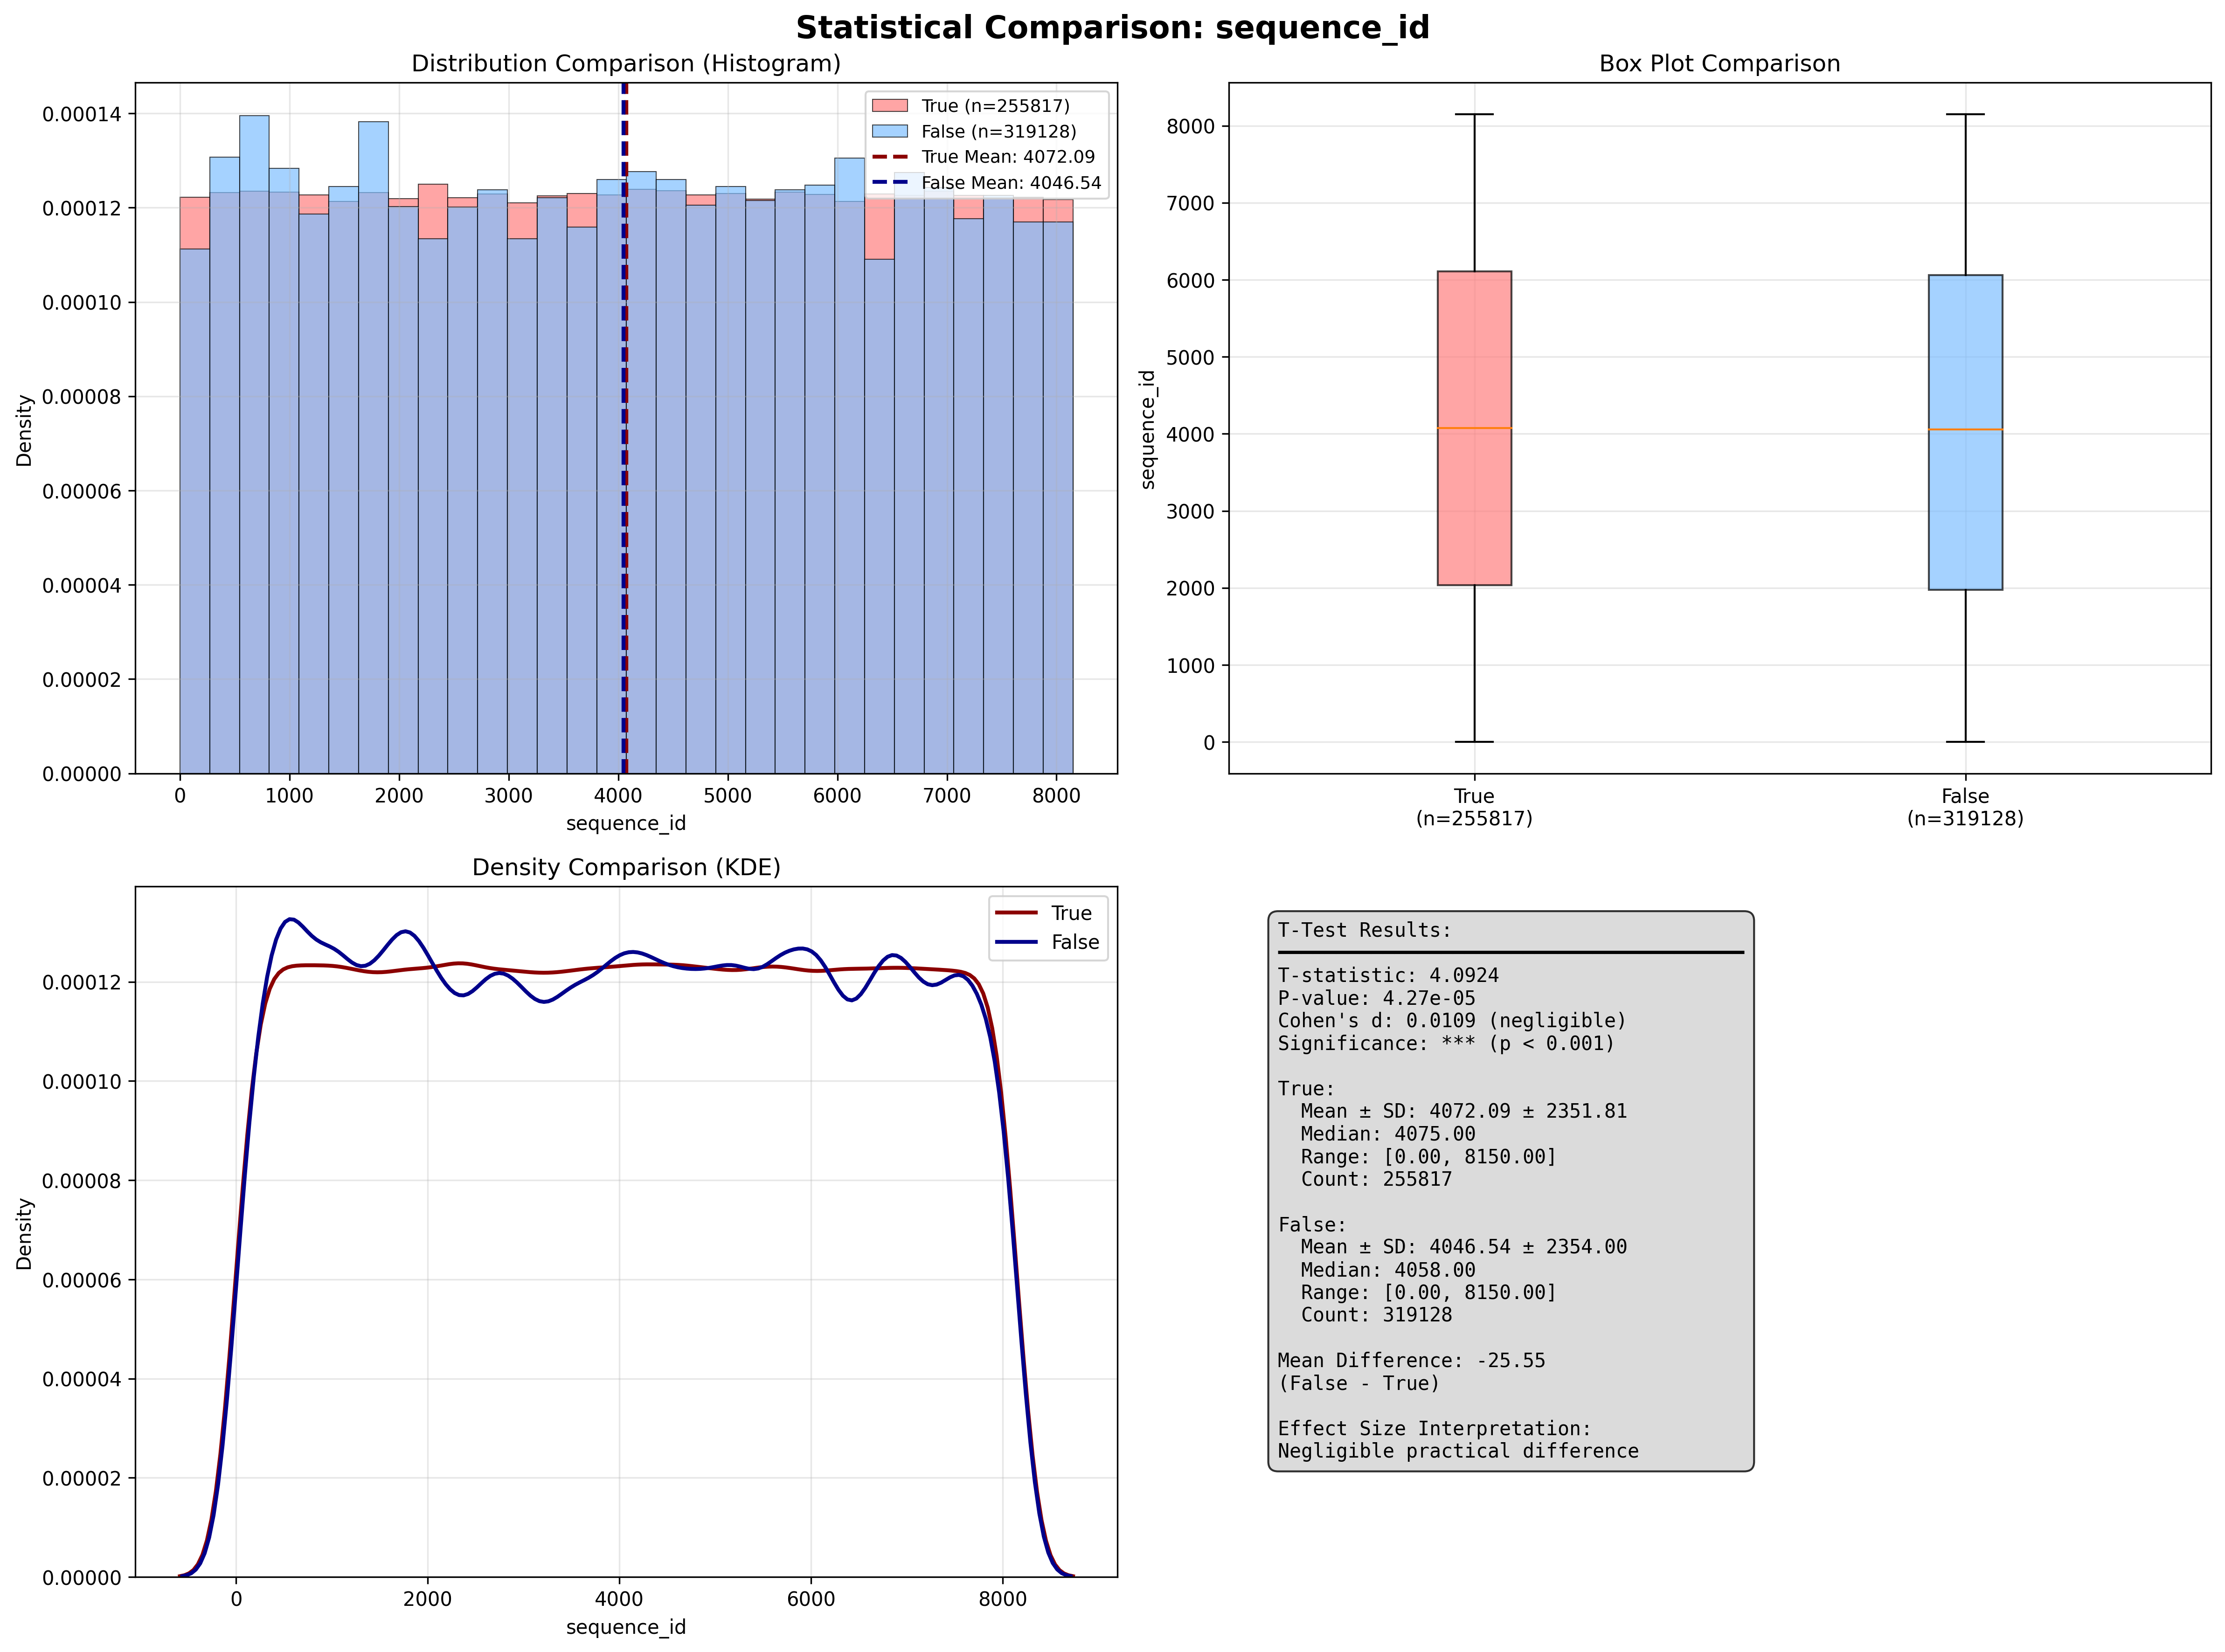 Statistical Comparison: sequence_id
Distribution Comparison (Histogram)
0.00014
0.00012
0.00010
0.00008
0.00006
0.00004
0.00002
0.00000
Density
0 1000 2000 3000 4000 5000 6000 7000 8000
sequence_id
True (n=255817)
False (n=319128)
True Mean: 4072.09
False Mean: 4046.54
Box Plot Comparison
8000
7000
6000
5000
4000
3000
2000
1000
0
sequence_id
True False
(n=255817) (n=319128)
Density Comparison (KDE)
0.00012
0.00010
0.00008
0.00006
0.00004
0.00002
0.00000
Density
0 2000 4000 6000 8000
sequence_id
True
False
T-Test Results:
T-statistic: 4.0924
P-value: 4.27e-05
Cohen's d: 0.0109 (negligible)
Significance: *** (p < 0.001)
True:
Mean ± SD: 4072.09 ± 2351.81
Median: 4075.00
Range: [0.00, 8150.00]
Count: 255817
False:
Mean ± SD: 4046.54 ± 2354.00
Median: 4058.00
Range: [0.00, 8150.00]
Count: 319128
Mean Difference: -25.55
(False - True)
Effect Size Interpretation:
Negligible practical difference